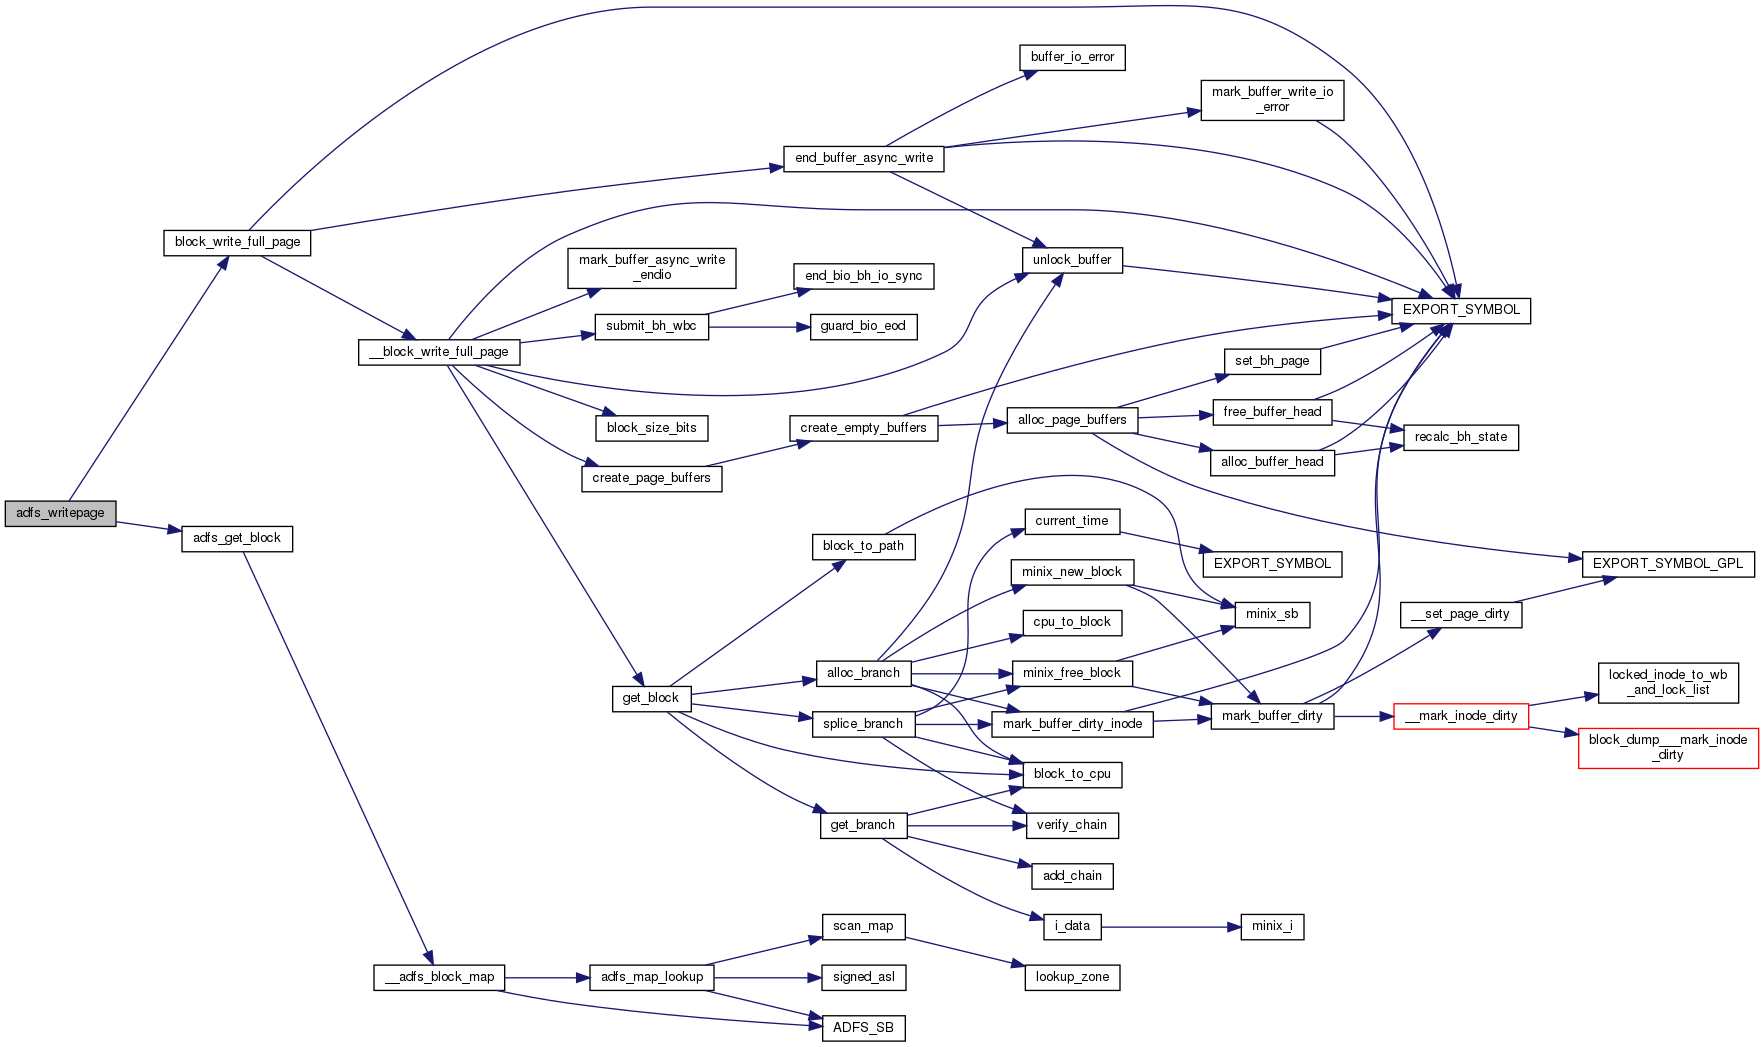 buffer_io_error
mark_buffer_write_io
_error
end_buffer_async_write
block_write_full_page
mark_buffer_async_write
_endio
end_bio_bh_io_sync
unlock_buffer
EXPORT_SYMBOL
submit_bh_wbc
guard_bio_eod
__block_write_full_page
set_bh_page
block_size_bits
create_empty_buffers
alloc_page_buffers
free_buffer_head
recalc_bh_state
create_page_buffers
alloc_buffer_head
adfs_writepage
adfs_get_block
block_to_path
current_time
EXPORT_SYMBOL
EXPORT_SYMBOL_GPL
minix_new_block
cpu_to_block
minix_sb
__set_page_dirty
get_block
alloc_branch
minix_free_block
locked_inode_to_wb
_and_lock_list
splice_branch
mark_buffer_dirty_inode
mark_buffer_dirty
__mark_inode_dirty
block_dump___mark_inode
_dirty
block_to_cpu
get_branch
verify_chain
add_chain
i_data
minix_i
scan_map
__adfs_block_map
adfs_map_lookup
signed_asl
lookup_zone
ADFS_SB